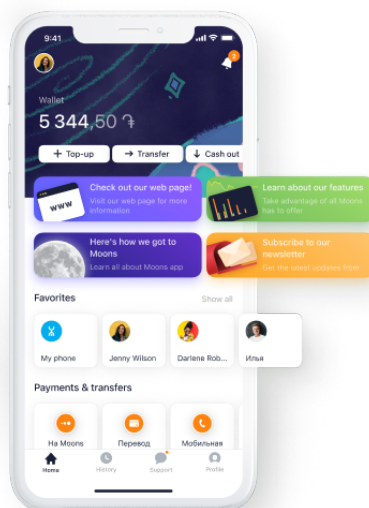 9:41
2
Wallet
5 344,50 ֏
+ Top-up
→ Transfer
↓ Cash out
Check out our web page!
Visit our web page for more
information
www
Learn about our features
Take advantage of all Moons
has to offer
Here's how we got to
Moons
Learn all about Moons app
Subscribe to our
newsletter
Get the latest updates from
Favorites
Show all
My phone
Jenny Wilson
Darlene Rob...
Илья
Payments & transfers
На Moons
Перевод
Мобильная
Home
History
Support
Profile